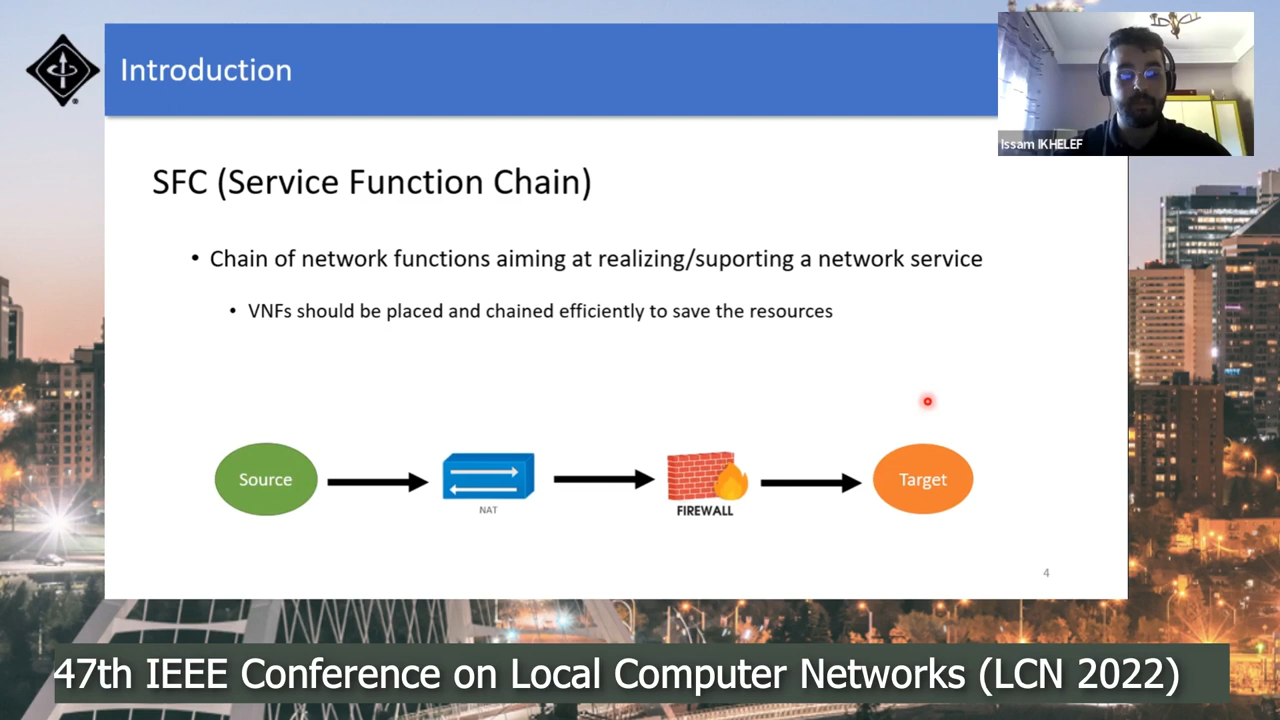 Introduction
Issam IKHELEF
SFC (Service Function Chain)
• Chain of network functions aiming at realizing/suporting a network service
• VNFs should be placed and chained efficiently to save the resources
Source
NAT
FIREWALL
Target
4
47th IEEE Conference on Local Computer Networks (LCN 2022)